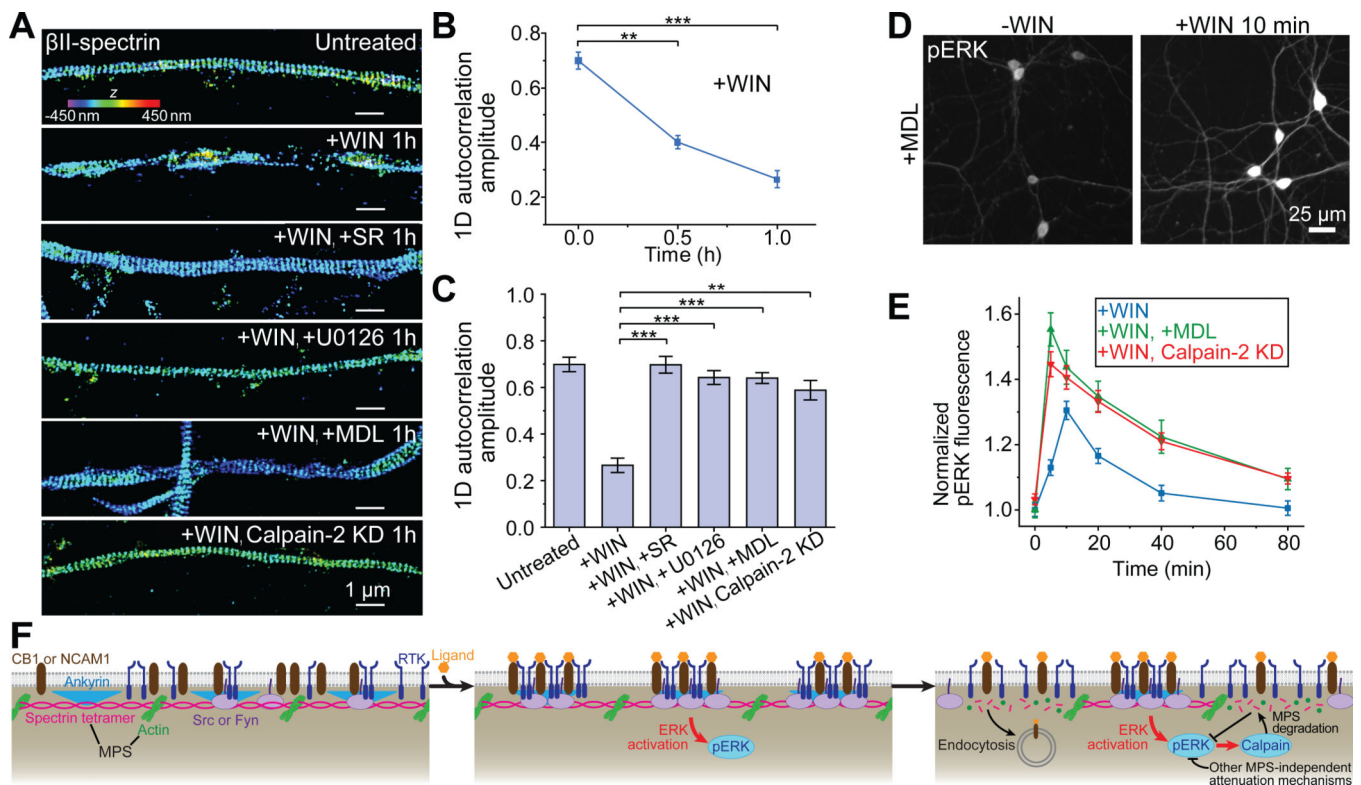 A
βII-spectrin
Untreated
z
-450 nm
450 nm
+WIN 1h
+WIN, +SR 1h
+WIN, +U0126 1h
+WIN, +MDL 1h
+WIN, Calpain-2 KD 1h
1 µm
B
1D autocorrelation
amplitude
0.8
0.6
0.4
0.2
**
***
+WIN
0.0
0.5
1.0
Time (h)
C
1D autocorrelation
amplitude
1.0
0.8
0.6
0.4
0.2
0.0
**
***
***
***
Untreated
+WIN
+WIN, +SR
+WIN, + U0126
+WIN, +MDL
+WIN, Calpain-2 KD
D
-WIN
+WIN 10 min
pERK
+MDL
25 µm
E
Normalized
pERK fluorescence
1.6
1.4
1.2
1.0
+WIN
+WIN, +MDL
+WIN, Calpain-2 KD
0
20
40
60
80
Time (min)
F
CB1 or NCAM1
Ankyrin
RTK
Ligand
Spectrin tetramer
Actin
Src or Fyn
MPS
ERK
activation
pERK
Endocytosis
ERK
activation
pERK
Calpain
MPS
degradation
Other MPS-independent
attenuation mechanisms